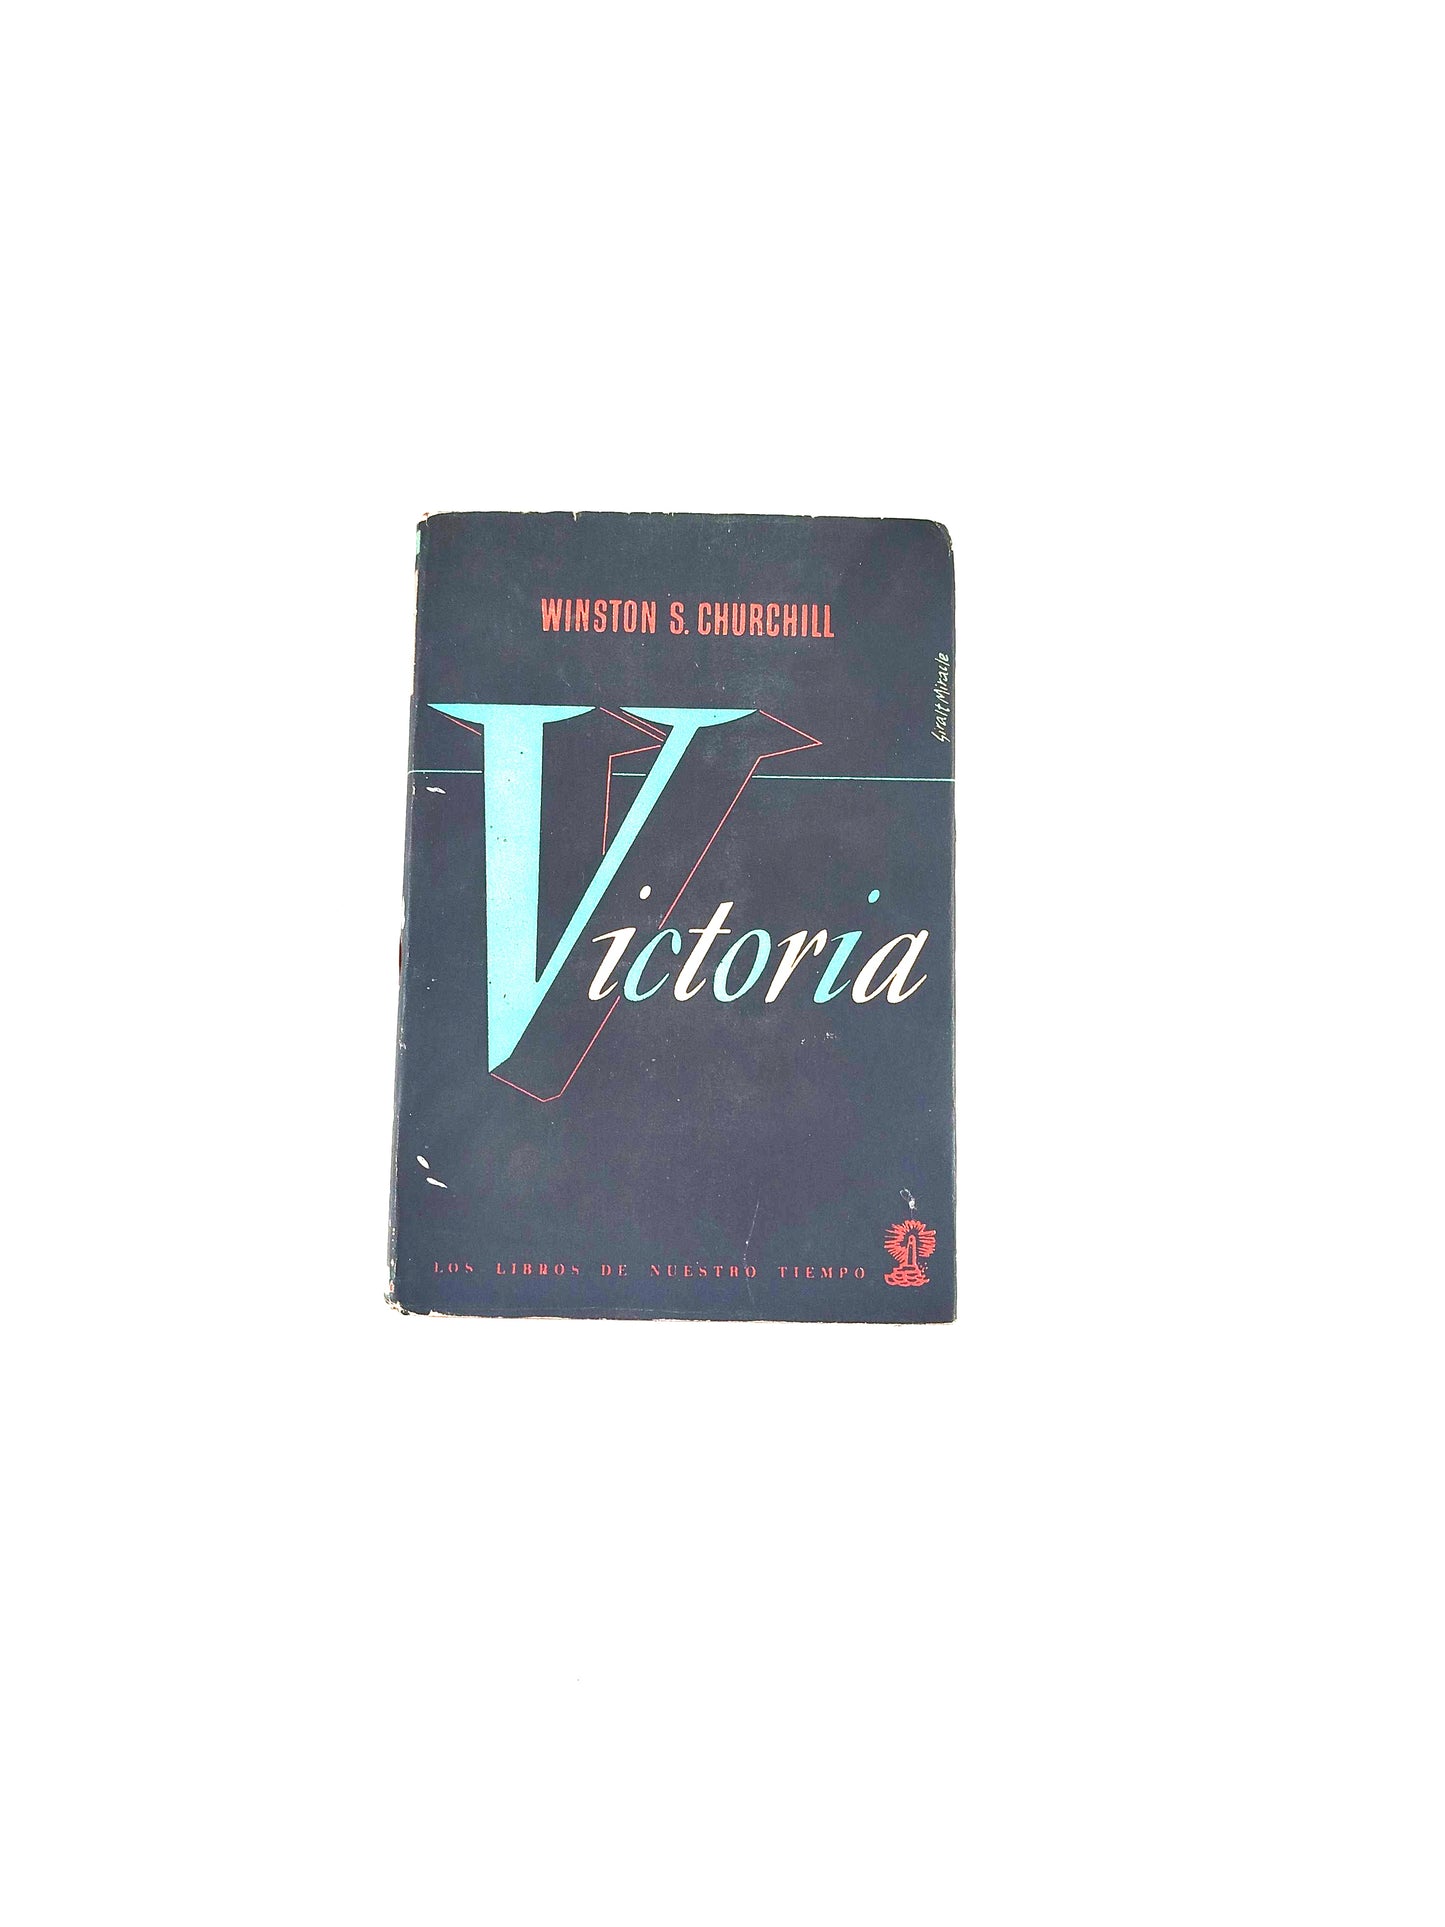 WINSTON S. CHURCHILL
Giralt Miracle
Victoria
LOS LIBROS DE NUESTRO TIEMPO